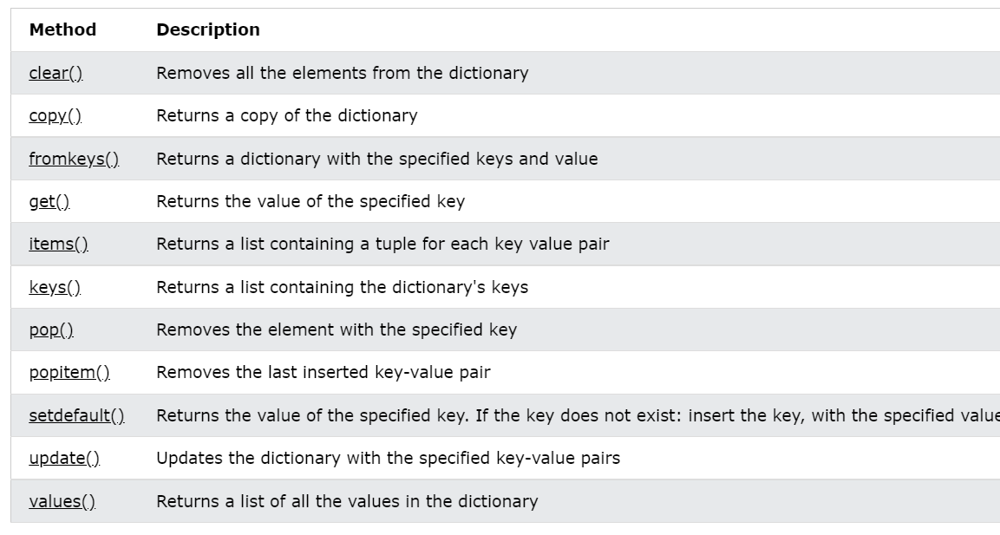 Method Description
clear() Removes all the elements from the dictionary
copy() Returns a copy of the dictionary
fromkeys() Returns a dictionary with the specified keys and value
get() Returns the value of the specified key
items() Returns a list containing a tuple for each key value pair
keys() Returns a list containing the dictionary's keys
pop() Removes the element with the specified key
popitem() Removes the last inserted key-value pair
setdefault() Returns the value of the specified key. If the key does not exist: insert the key, with the specified value
update() Updates the dictionary with the specified key-value pairs
values() Returns a list of all the values in the dictionary